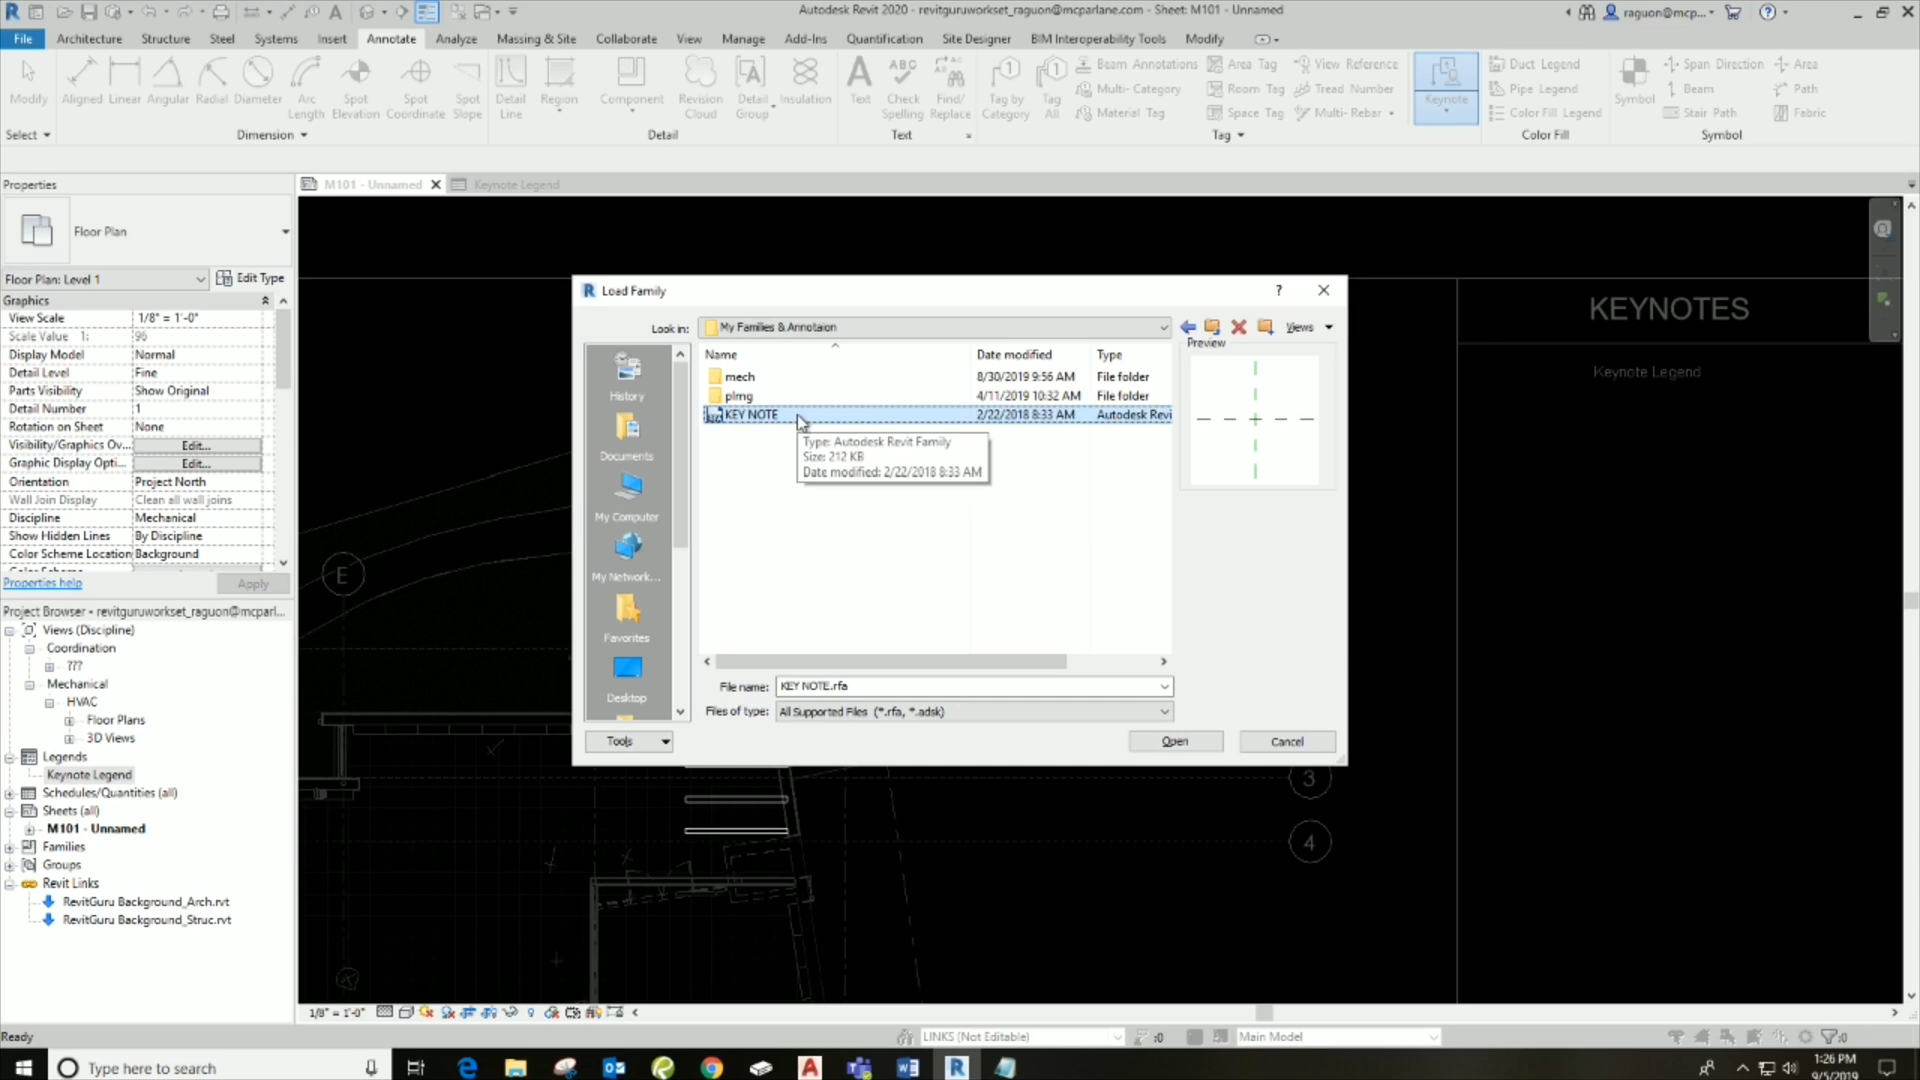 Autodesk Revit 2020 - revitguruworkset_raguon@mcparlane.com - Sheet: M101 - Unnamed
raguon@mcp...
File Architecture Structure Steel Systems Insert Annotate Analyze Massing & Site Collaborate View Manage Add-Ins Quantification Site Designer BIM Interoperability Tools Modify
Modify
Aligned Linear Angular Radial Diameter Arc Length Spot Elevation Spot Coordinate Spot Slope
Detail Line Region Component Revision Cloud Detail Group Insulation
Text Check Spelling Find/ Replace
Tag by Category Tag All Beam Annotations Multi- Category Material Tag Area Tag Room Tag Space Tag View Reference Tread Number Multi- Rebar
Keynote
Duct Legend Pipe Legend Color Fill Legend
Symbol Span Direction Beam Stair Path Area Path Fabric
Select Dimension Detail Text Tag Color Fill Symbol
Properties
M101 - Unnamed Keynote Legend
Floor Plan
Floor Plan: Level 1 Edit Type
Graphics
View Scale 1/8" = 1'-0"
Scale Value 1: 96
Display Model Normal
Detail Level Fine
Parts Visibility Show Original
Detail Number 1
Rotation on Sheet None
Visibility/Graphics Ov... Edit...
Graphic Display Opti... Edit...
Orientation Project North
Wall Join Display Clean all wall joins
Discipline Mechanical
Show Hidden Lines By Discipline
Color Scheme Location Background
Color Scheme
Properties help Apply
Project Browser - revitguruworkset_raguon@mcparl...
Views (Discipline)
Coordination
???
Mechanical
HVAC
Floor Plans
3D Views
Legends
Keynote Legend
Schedules/Quantities (all)
Sheets (all)
M101 - Unnamed
Families
Groups
Revit Links
RevitGuru Background_Arch.rvt
RevitGuru Background_Struc.rvt
E
3
4
KEYNOTES
Keynote Legend
Load Family
Look in: My Families & Annotaion Views
Preview
Name Date modified Type
mech 8/30/2019 9:56 AM File folder
plmg 4/11/2019 10:32 AM File folder
KEY NOTE 2/22/2018 8:33 AM Autodesk Revi
Type: Autodesk Revit Family
Size: 212 KB
Date modified: 2/22/2018 8:33 AM
History
Documents
My Computer
My Network...
Favorites
Desktop
File name: KEY NOTE.rfa
Files of type: All Supported Files (*.rfa, *.adsk)
Tools Open Cancel
1/8" = 1'-0"
Ready
LINKS (Not Editable) :0 Main Model :0
Type here to search
1:26 PM
9/5/2019